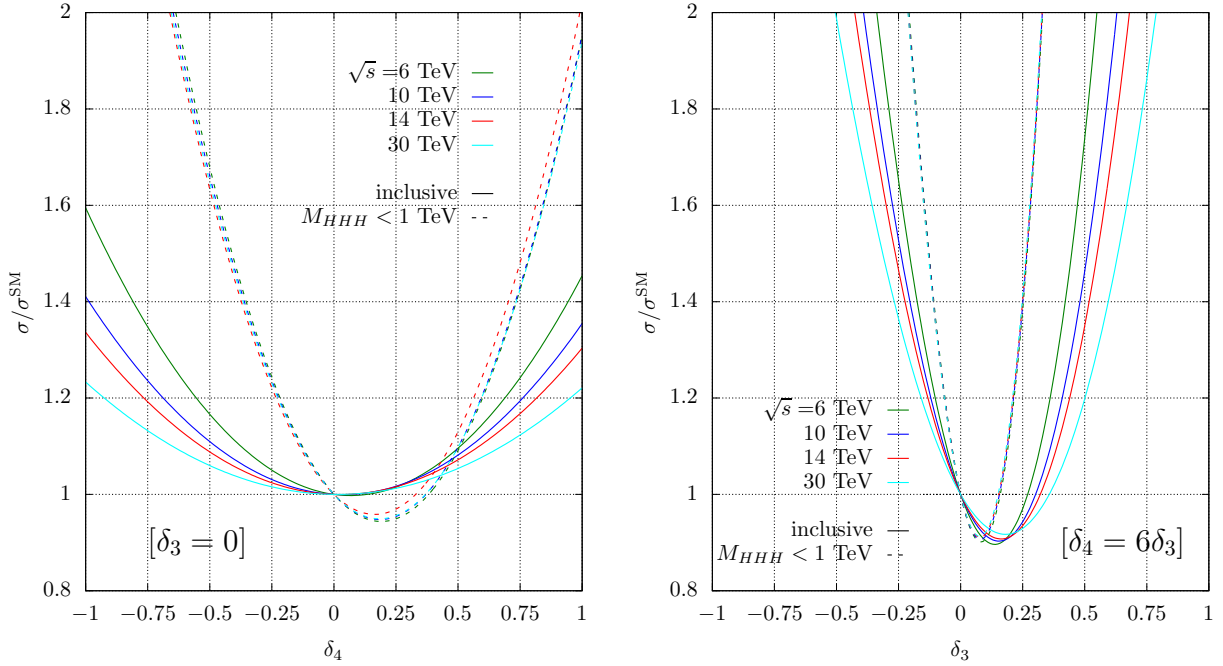 2
1.8
1.6
1.4
1.2
1
0.8
−1
−0.75
−0.5
−0.25
0
0.25
0.5
0.75
1
σ/σ^SM
δ4
√s =6 TeV
10 TeV
14 TeV
30 TeV
inclusive
M_HHH < 1 TeV
[δ3 = 0]
2
1.8
1.6
1.4
1.2
1
0.8
−1
−0.75
−0.5
−0.25
0
0.25
0.5
0.75
1
σ/σ^SM
δ3
√s =6 TeV
10 TeV
14 TeV
30 TeV
inclusive
M_HHH < 1 TeV
[δ4 = 6δ3]